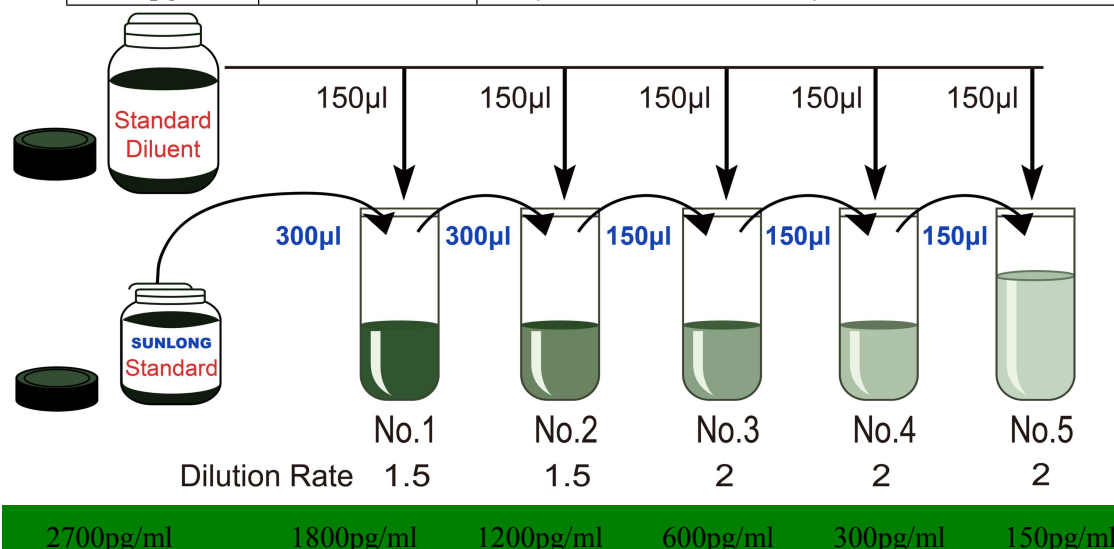 150µl 150µl 150µl 150µl 150µl
Standard
Diluent
300µl 300µl 150µl 150µl 150µl
SUNLONG
Standard
No.1 No.2 No.3 No.4 No.5
Dilution Rate 1.5 1.5 2 2 2
2700pg/ml 1800pg/ml 1200pg/ml 600pg/ml 300pg/ml 150pg/ml